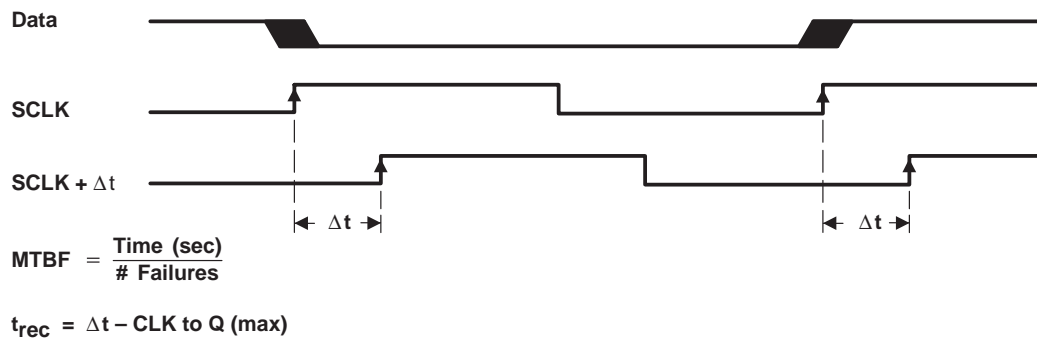 Data
SCLK
SCLK + Δt
Δt Δt
MTBF = Time (sec) / # Failures
trec = Δt – CLK to Q (max)